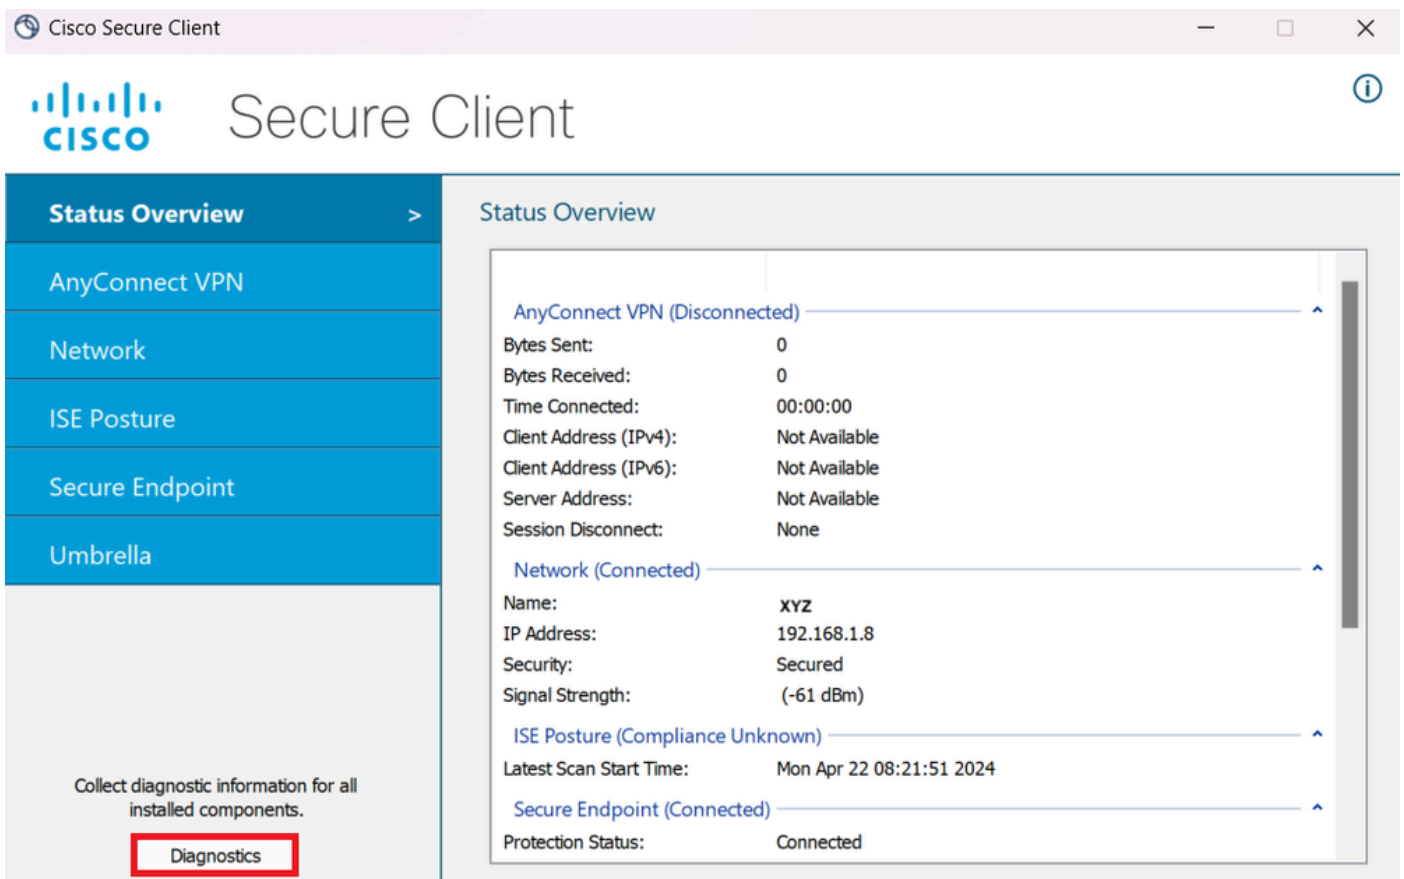 Cisco Secure Client
CISCO
Secure Client
Status Overview >
AnyConnect VPN
Network
ISE Posture
Secure Endpoint
Umbrella
Collect diagnostic information for all
installed components.
Diagnostics
Status Overview
AnyConnect VPN (Disconnected)
Bytes Sent: 0
Bytes Received: 0
Time Connected: 00:00:00
Client Address (IPv4): Not Available
Client Address (IPv6): Not Available
Server Address: Not Available
Session Disconnect: None
Network (Connected)
Name: XYZ
IP Address: 192.168.1.8
Security: Secured
Signal Strength: (-61 dBm)
ISE Posture (Compliance Unknown)
Latest Scan Start Time: Mon Apr 22 08:21:51 2024
Secure Endpoint (Connected)
Protection Status: Connected